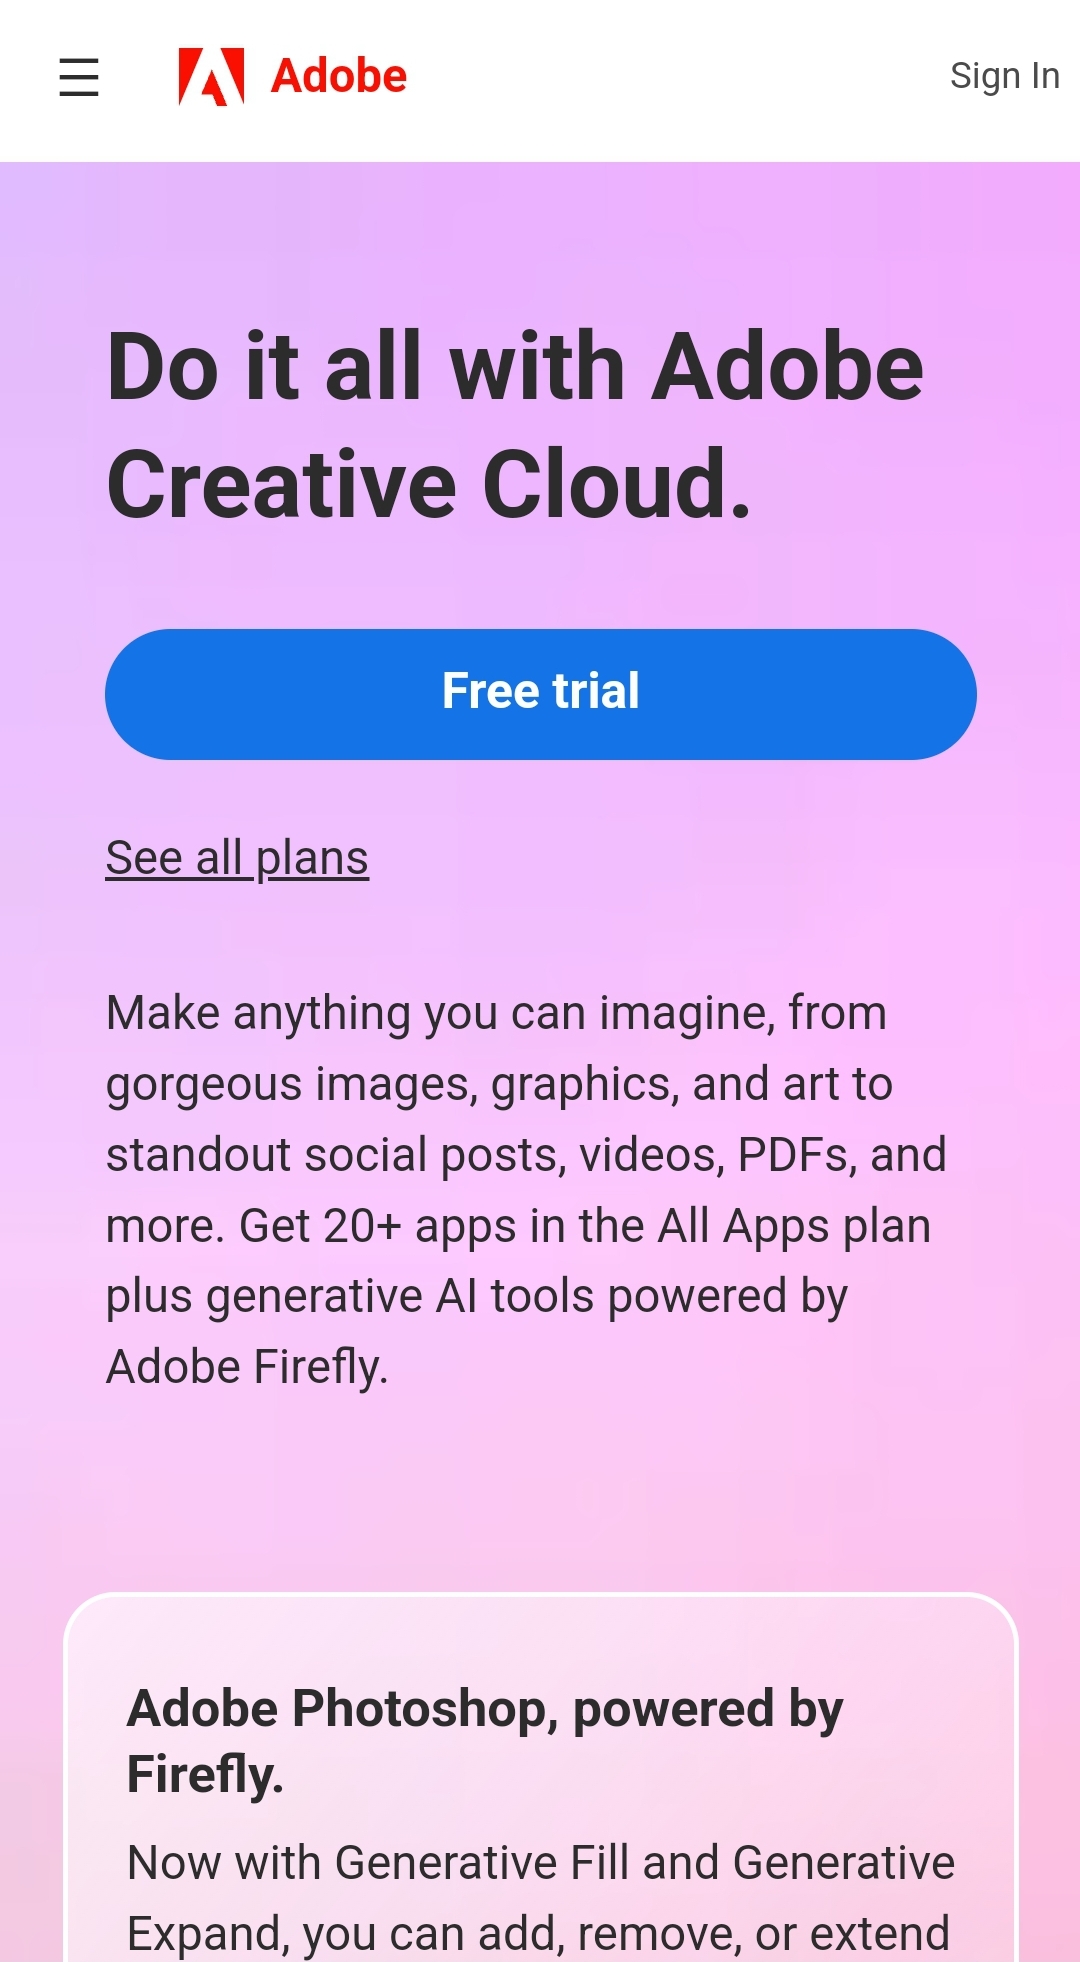 Adobe
Sign In
Do it all with Adobe
Creative Cloud.
Free trial
See all plans
Make anything you can imagine, from
gorgeous images, graphics, and art to
standout social posts, videos, PDFs, and
more. Get 20+ apps in the All Apps plan
plus generative AI tools powered by
Adobe Firefly.
Adobe Photoshop, powered by
Firefly.
Now with Generative Fill and Generative
Expand, you can add, remove, or extend